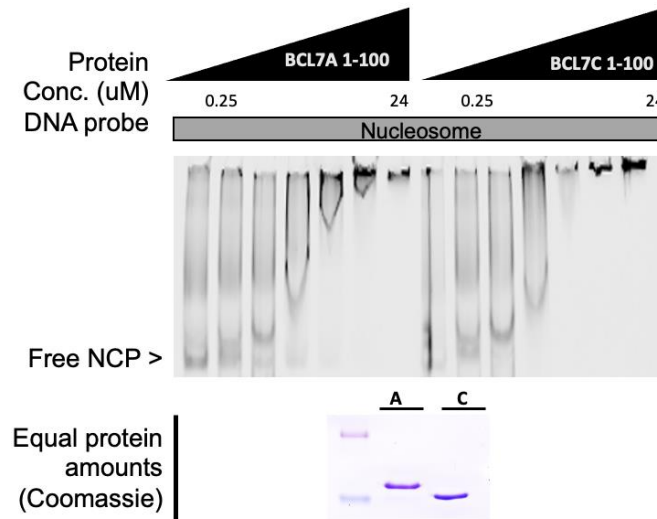 Protein
Conc. (uM)
DNA probe
BCL7A 1-100
BCL7C 1-100
0.25
24
0.25
24
Nucleosome
Free NCP >
A
C
Equal protein
amounts
(Coomassie)